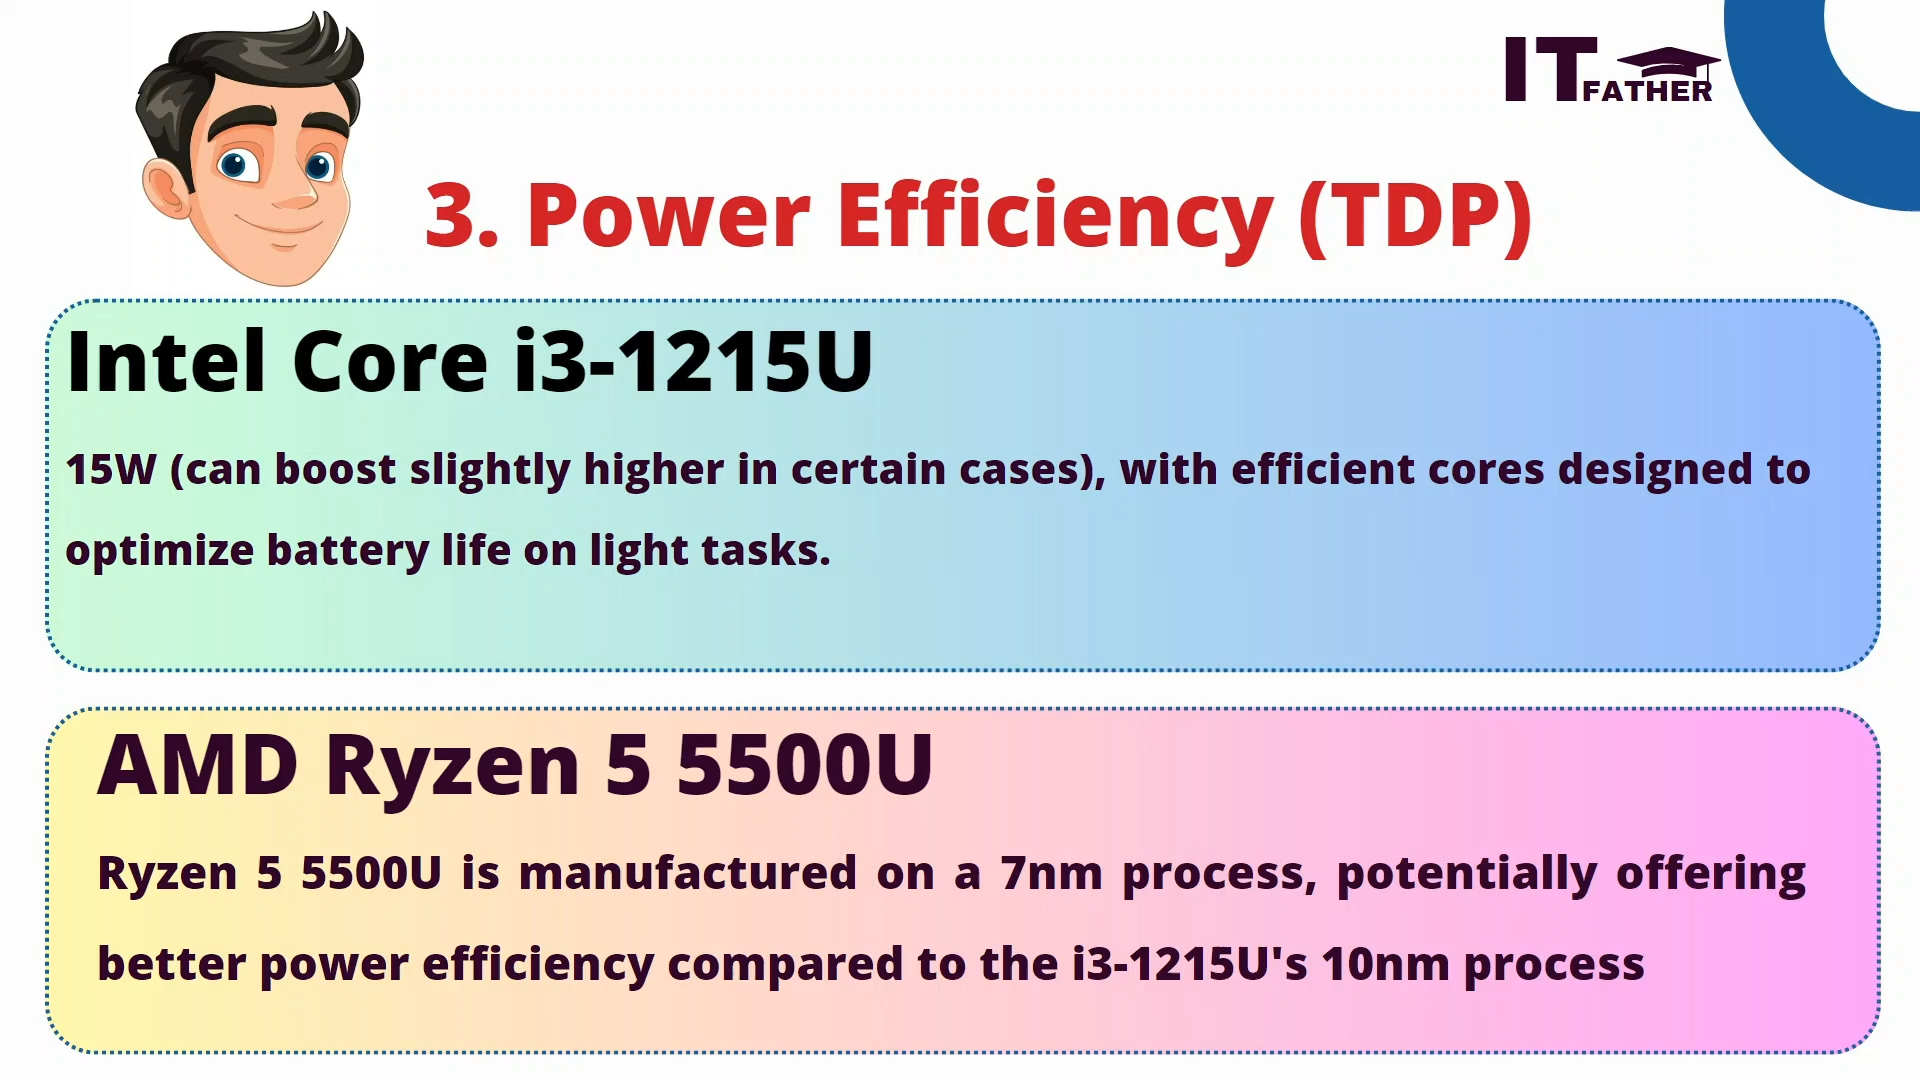 IT
FATHER
3. Power Efficiency (TDP)
Intel Core i3-1215U
15W (can boost slightly higher in certain cases), with efficient cores designed to
optimize battery life on light tasks.
AMD Ryzen 5 5500U
Ryzen 5 5500U is manufactured on a 7nm process, potentially offering
better power efficiency compared to the i3-1215U's 10nm process